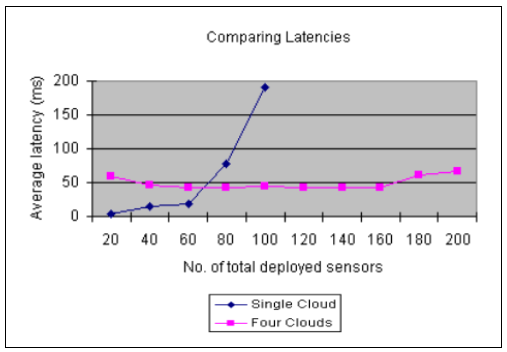 Comparing Latencies
Average latency (ms)
200
150
100
50
0
20 40 60 80 100 120 140 160 180 200
No. of total deployed sensors
Single Cloud
Four Clouds